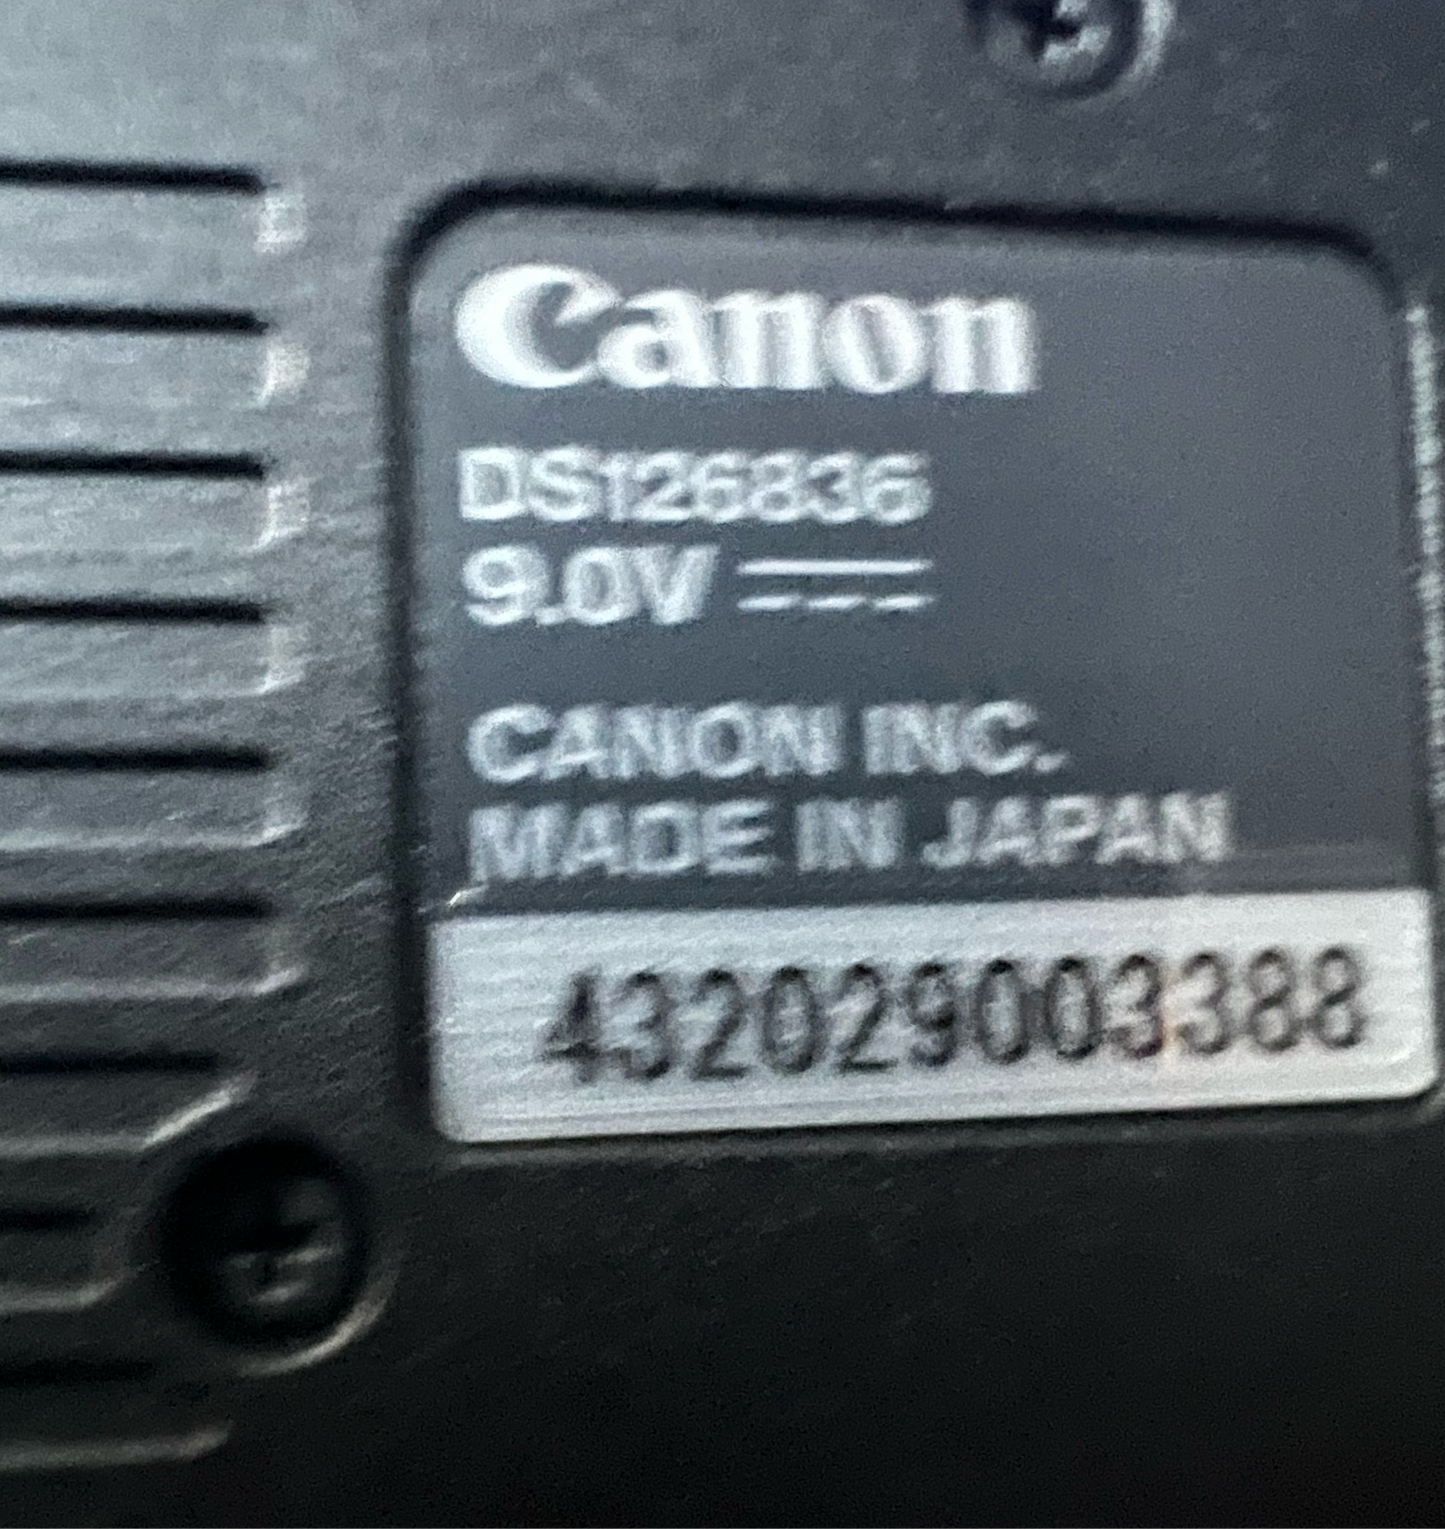 Canon
DS126836
9.0V
CANON INC.
MADE IN JAPAN
432029003388